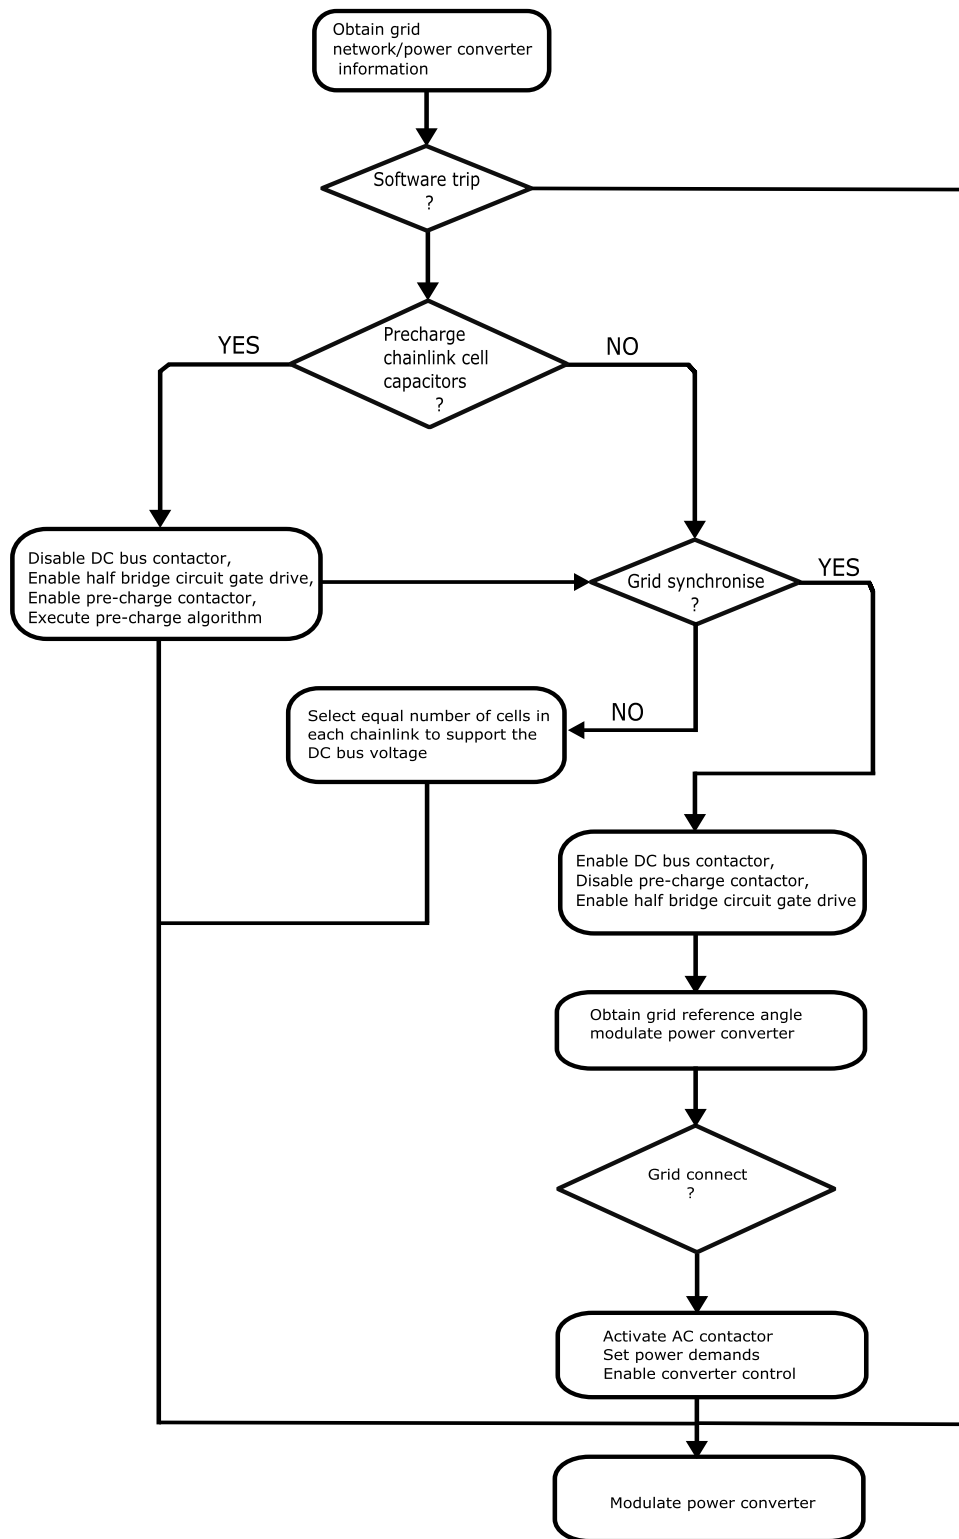 Obtain grid
network/power converter
information
Software trip
?
YES
Precharge
chainlink cell
capacitors
?
NO
Disable DC bus contactor,
Enable half bridge circuit gate drive,
Enable pre-charge contactor,
Execute pre-charge algorithm
Grid synchronise
?
YES
Select equal number of cells in
each chainlink to support the
DC bus voltage
NO
Enable DC bus contactor,
Disable pre-charge contactor,
Enable half bridge circuit gate drive
Obtain grid reference angle
modulate power converter
Grid connect
?
Activate AC contactor
Set power demands
Enable converter control
Modulate power converter